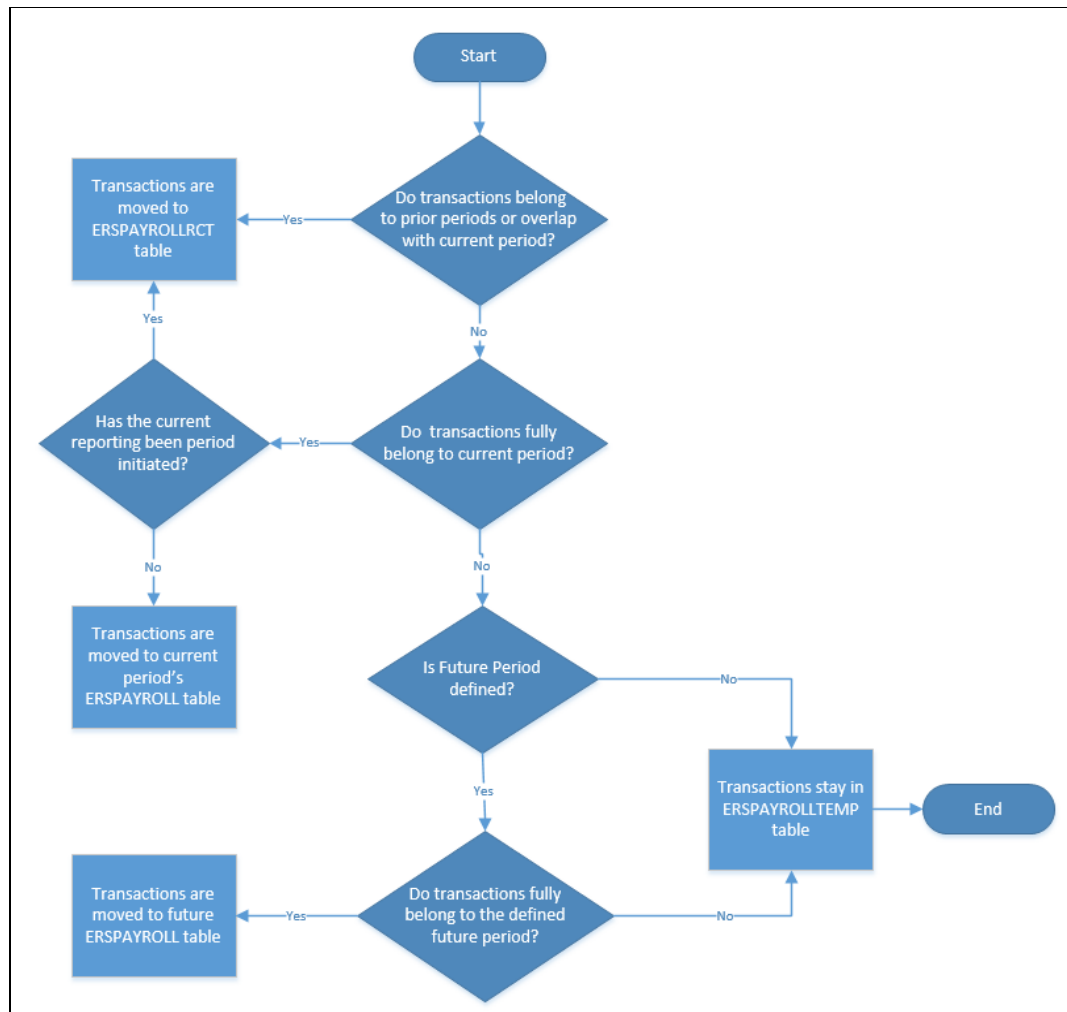 Start
Do transactions belong
to prior periods or overlap
with current period?
Yes
Transactions are
moved to
ERSPAYROLLRCT
table
No
Yes
Has the current
reporting been period
initiated?
Yes
Do  transactions fully
belong to current period?
No
No
Transactions are
moved to current
period's
ERSPAYROLL table
Is Future Period
defined?
No
Yes
Transactions stay in
ERSPAYROLLTEMP
table
End
Transactions are
moved to future
ERSPAYROLL table
Yes
Do transactions fully
belong to the defined
future period?
No